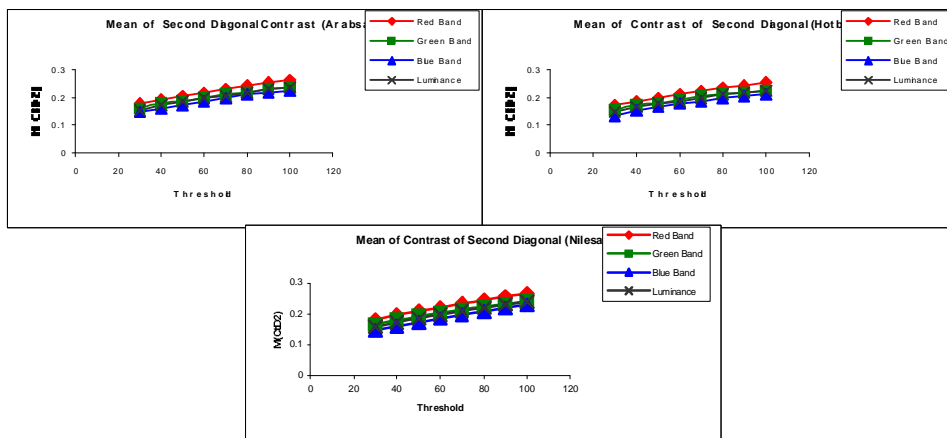 Mean of Second Diagonal Contrast (Arabsa
Red Band
Green Band
Blue Band
Luminance
0.3
0.2
0.1
0
0 20 40 60 80 100 120
Threshold
Mean of Contrast of Second Diagonal (Hotb
Red Band
Green Band
Blue Band
Luminance
0.3
0.2
0.1
0
0 20 40 60 80 100 120
Threshold
Mean of Contrast of Second Diagonal (Nilesa
Red Band
Green Band
Blue Band
Luminance
M(CtD2)
0.3
0.2
0.1
0
0 20 40 60 80 100 120
Threshold